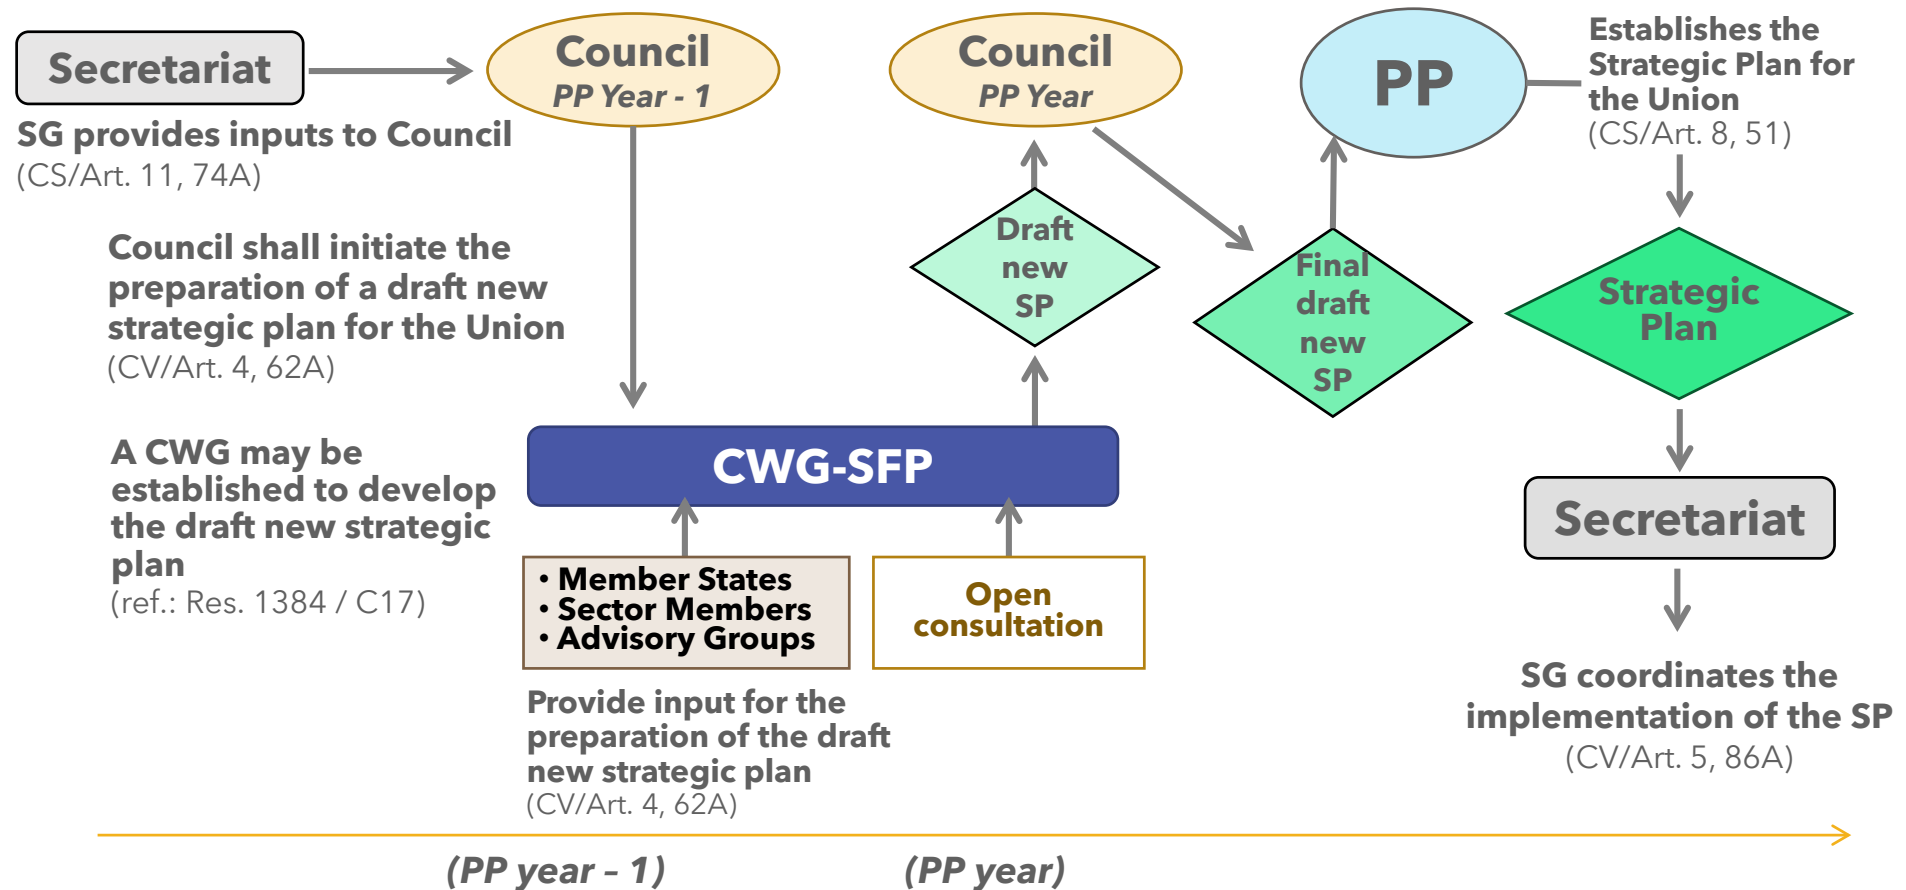 Secretariat
SG provides inputs to Council
(CS/Art. 11, 74A)
Council
PP Year - 1
Council
PP Year
PP
Establishes the
Strategic Plan for
the Union
(CS/Art. 8, 51)
Council shall initiate the
preparation of a draft new
strategic plan for the Union
(CV/Art. 4, 62A)
Draft
new
SP
Final
draft
new
SP
Strategic
Plan
A CWG may be
established to develop
the draft new strategic
plan
(ref.: Res. 1384 / C17)
CWG-SFP
• Member States
• Sector Members
• Advisory Groups
Open
consultation
Provide input for the
preparation of the draft
new strategic plan
(CV/Art. 4, 62A)
Secretariat
SG coordinates the
implementation of the SP
(CV/Art. 5, 86A)
(PP year – 1)
(PP year)